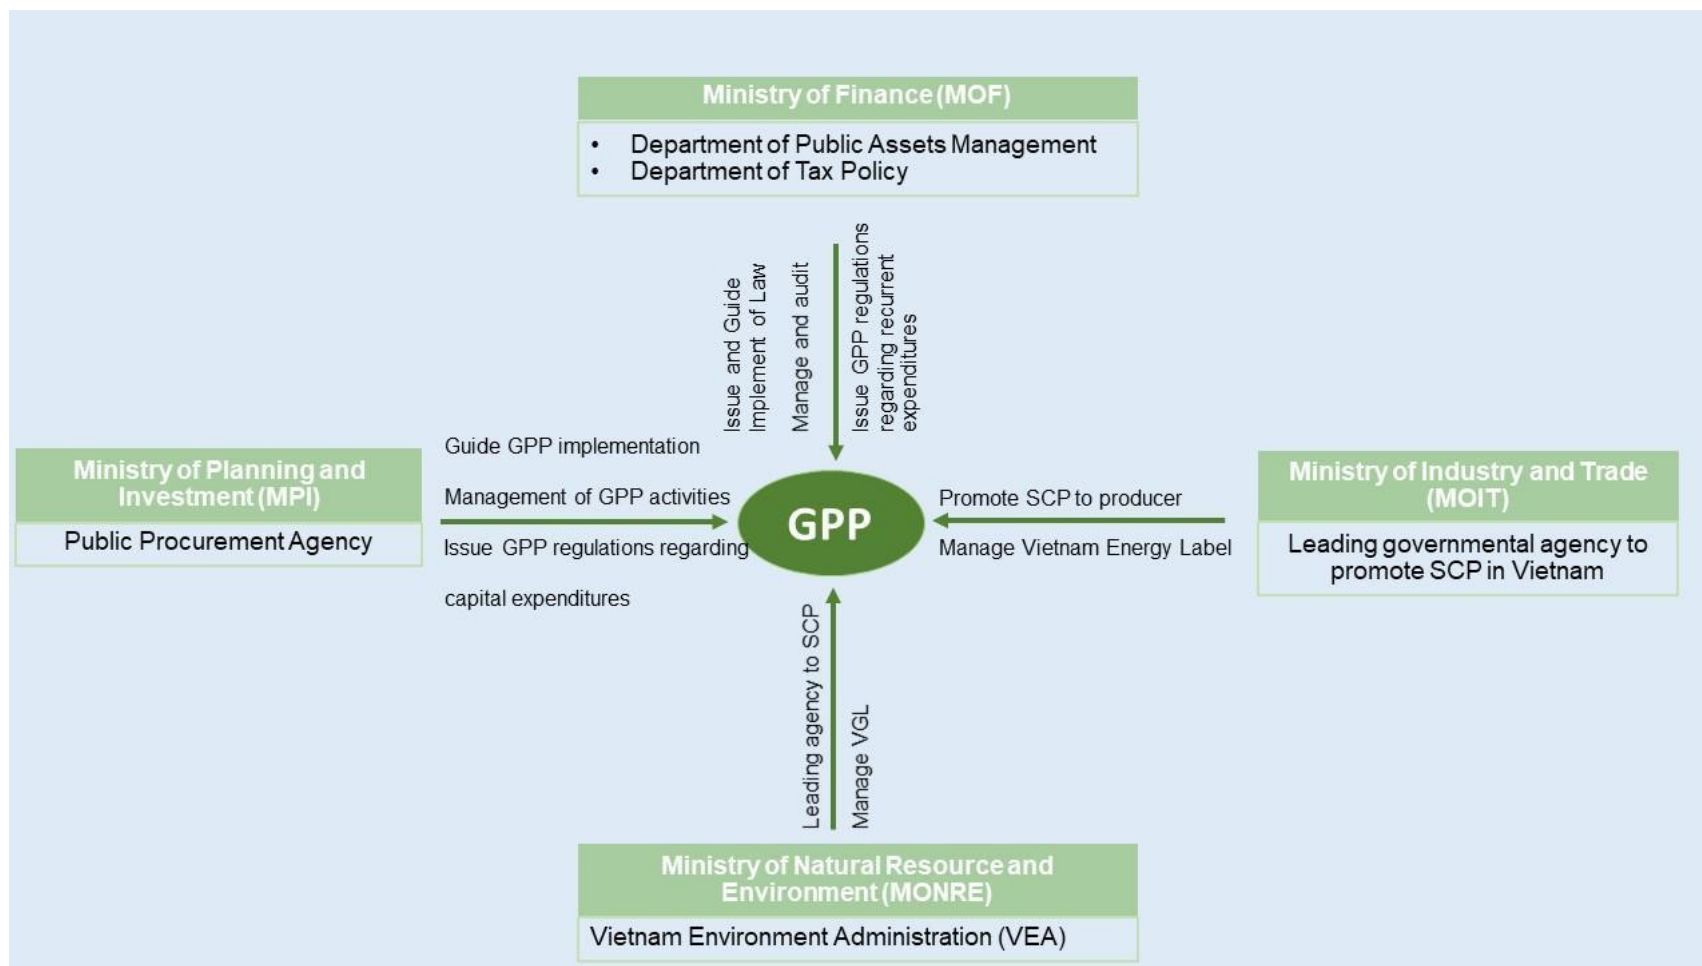 Ministry of Finance (MOF)
• Department of Public Assets Management
• Department of Tax Policy
Issue and Guide
Implement of Law
Manage and audit
Issue GPP regulations
regarding recurrent
expenditures
Ministry of Planning and
Investment (MPI)
Public Procurement Agency
Guide GPP implementation
Management of GPP activities
Issue GPP regulations regarding
capital expenditures
GPP
Promote SCP to producer
Manage Vietnam Energy Label
Ministry of Industry and Trade
(MOIT)
Leading governmental agency to
promote SCP in Vietnam
Leading agency to SCP
Manage VGL
Ministry of Natural Resource and
Environment (MONRE)
Vietnam Environment Administration (VEA)